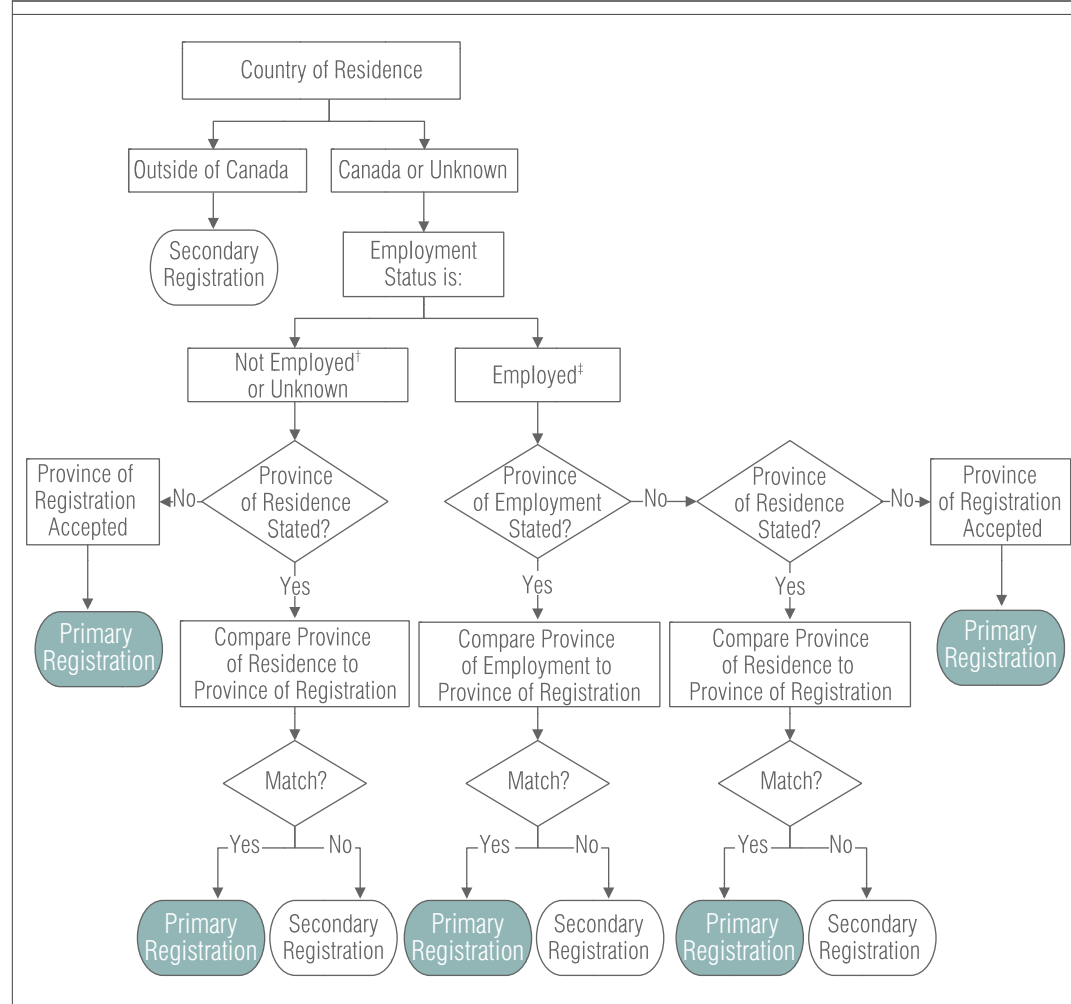 Country of Residence
Outside of Canada
Canada or Unknown
Secondary
Registration
Employment
Status is:
Not Employed†
or Unknown
Employed‡
Province of
Registration
Accepted
No
Province
of Residence
Stated?
Province
of Employment
Stated?
No
Province
of Residence
Stated?
No
Province
of Registration
Accepted
Yes
Yes
Yes
Primary
Registration
Compare Province
of Residence to
Province of Registration
Compare Province
of Employment to
Province of Registration
Compare Province
of Residence to
Province of Registration
Primary
Registration
Match?
Match?
Match?
Yes
No
Yes
No
Yes
No
Primary
Registration
Secondary
Registration
Primary
Registration
Secondary
Registration
Primary
Registration
Secondary
Registration